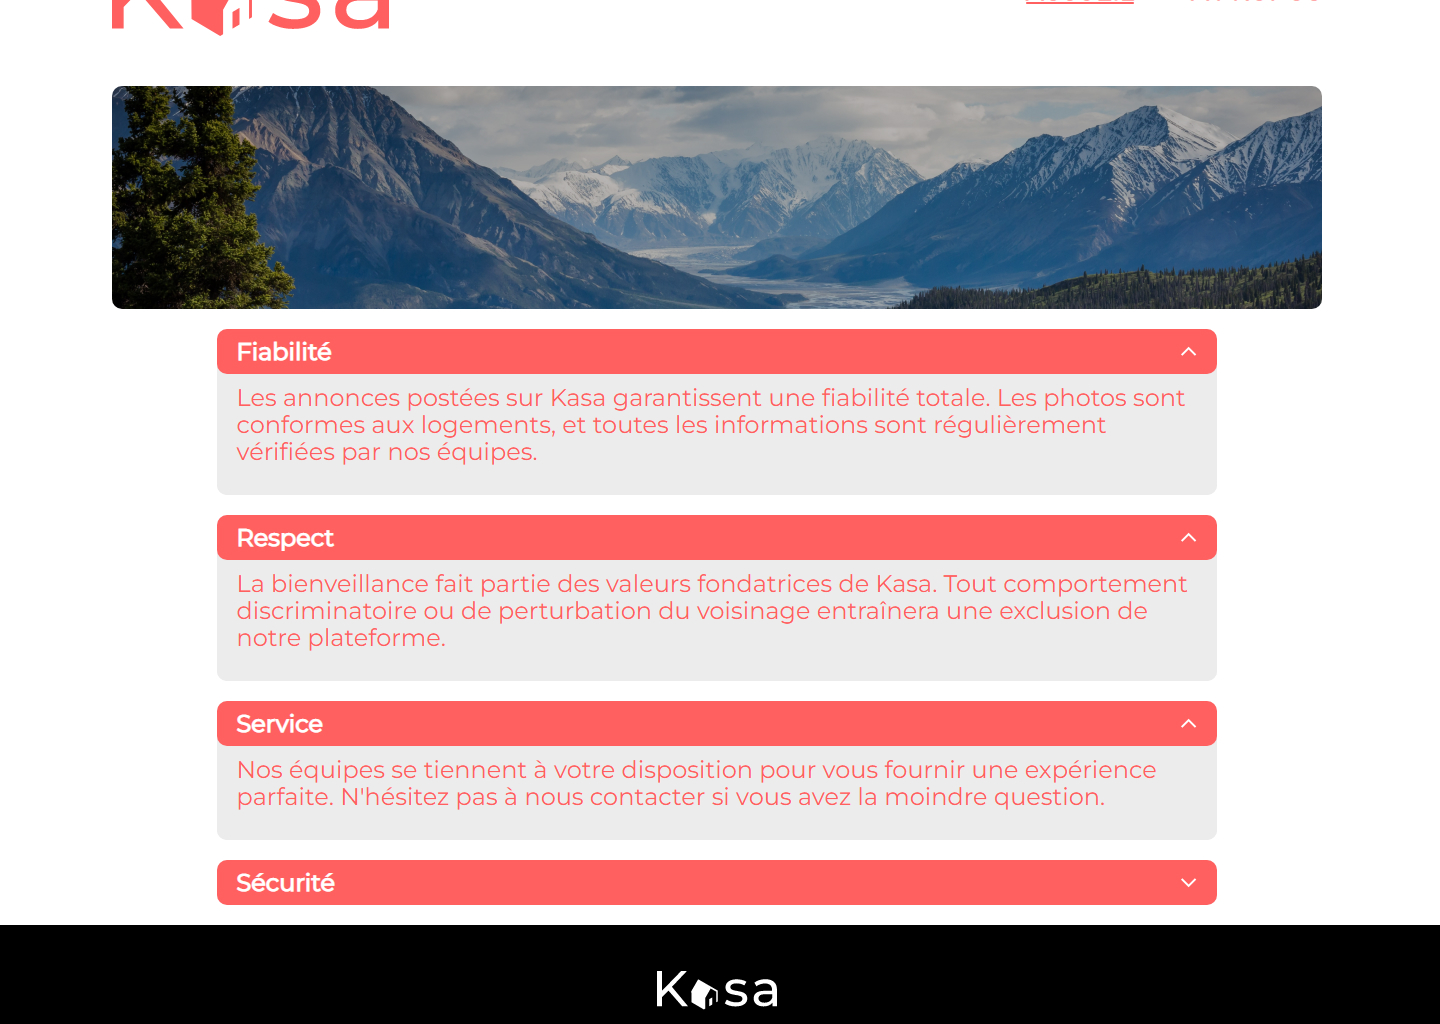 Kasa
Fiabilité
Les annonces postées sur Kasa garantissent une fiabilité totale. Les photos sont
conformes aux logements, et toutes les informations sont régulièrement
vérifiées par nos équipes.
Respect
La bienveillance fait partie des valeurs fondatrices de Kasa. Tout comportement
discriminatoire ou de perturbation du voisinage entraînera une exclusion de
notre plateforme.
Service
Nos équipes se tiennent à votre disposition pour vous fournir une expérience
parfaite. N'hésitez pas à nous contacter si vous avez la moindre question.
Sécurité
Kasa